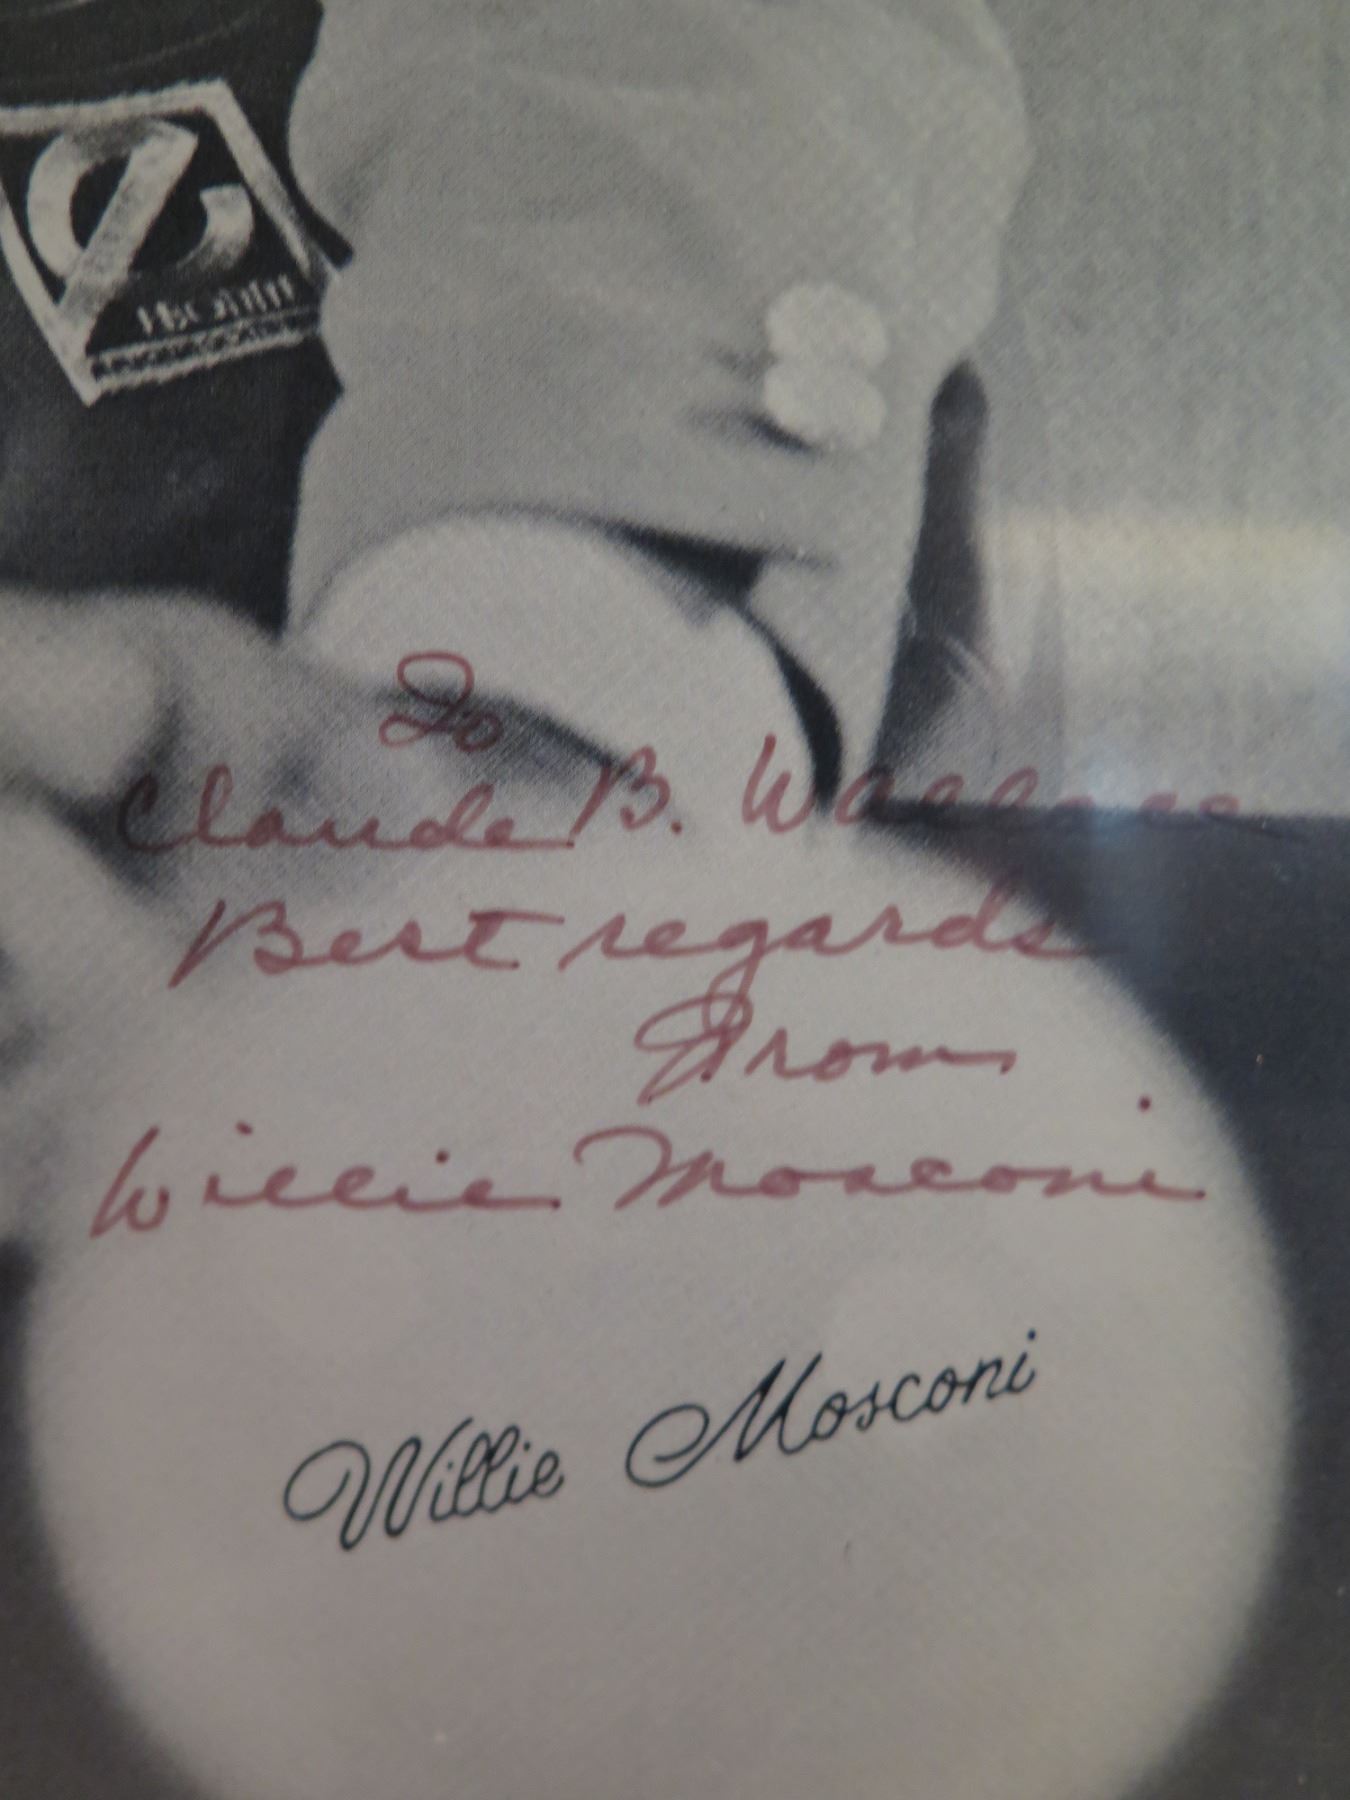 To
Claude B. Wallace
Best regards
From
Willie Mosconi
Willie Mosconi